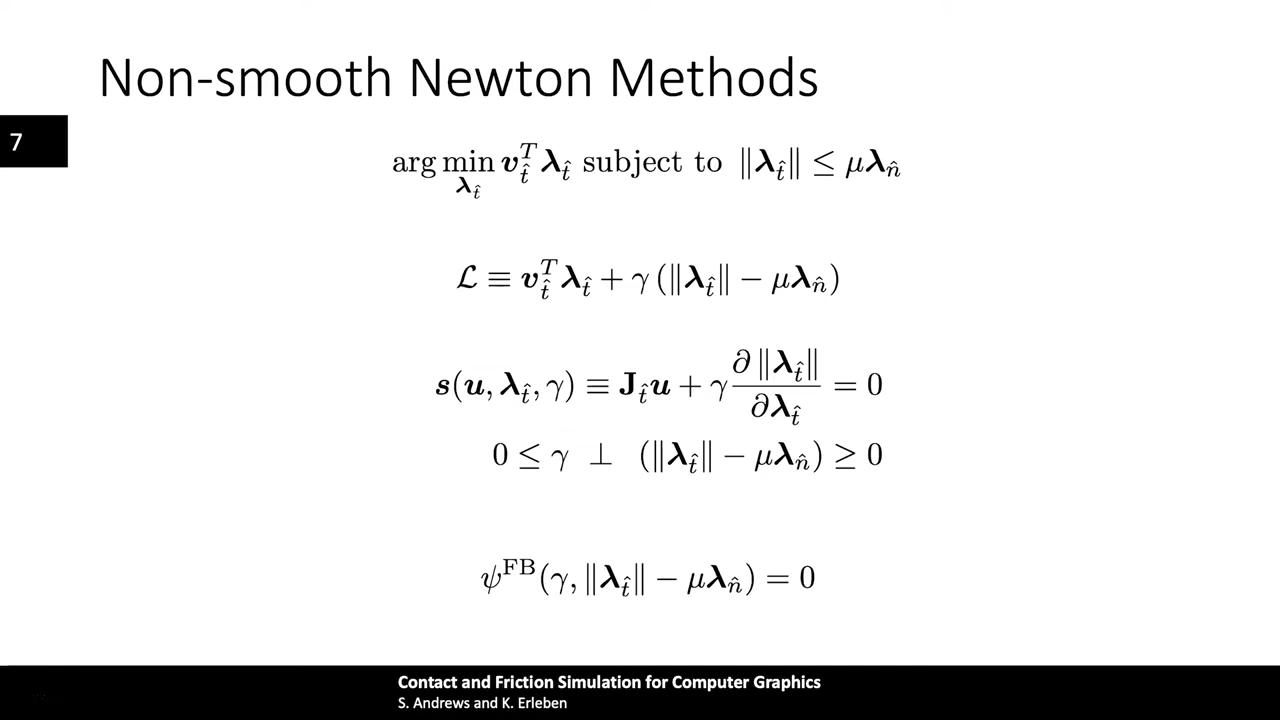 Non-smooth Newton Methods
7
arg min_{λ_t̂} v_t̂^T λ_t̂ subject to ‖λ_t̂‖ ≤ μλ_n̂
ℒ ≡ v_t̂^T λ_t̂ + γ (‖λ_t̂‖ − μλ_n̂)
s(u, λ_t̂, γ) ≡ J_t̂ u + γ ∂‖λ_t̂‖/∂λ_t̂ = 0
0 ≤ γ ⊥ (‖λ_t̂‖ − μλ_n̂) ≥ 0
ψ^FB(γ, ‖λ_t̂‖ − μλ_n̂) = 0
Contact and Friction Simulation for Computer Graphics
S. Andrews and K. Erleben